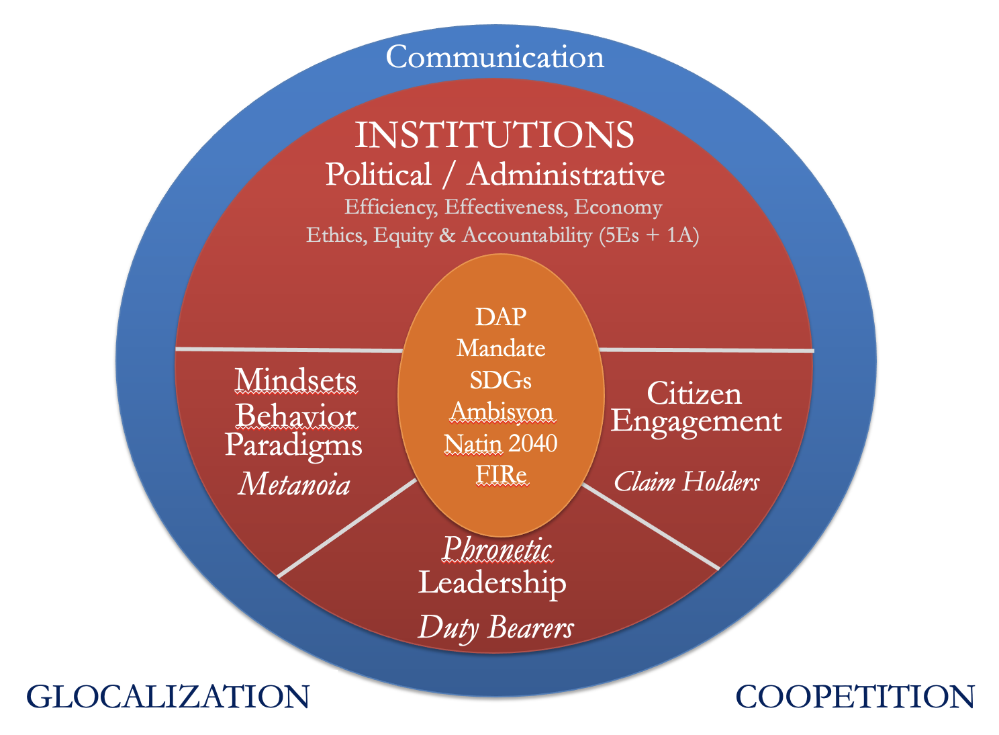 Communication
INSTITUTIONS
Political / Administrative
Efficiency, Effectiveness, Economy
Ethics, Equity & Accountability (5Es + 1A)
DAP
Mandate
SDGs
Ambisyon
Natin 2040
FIRe
Mindsets
Behavior
Paradigms
Metanoia
Citizen
Engagement
Claim Holders
Phronetic
Leadership
Duty Bearers
GLOCALIZATION
COOPETITION